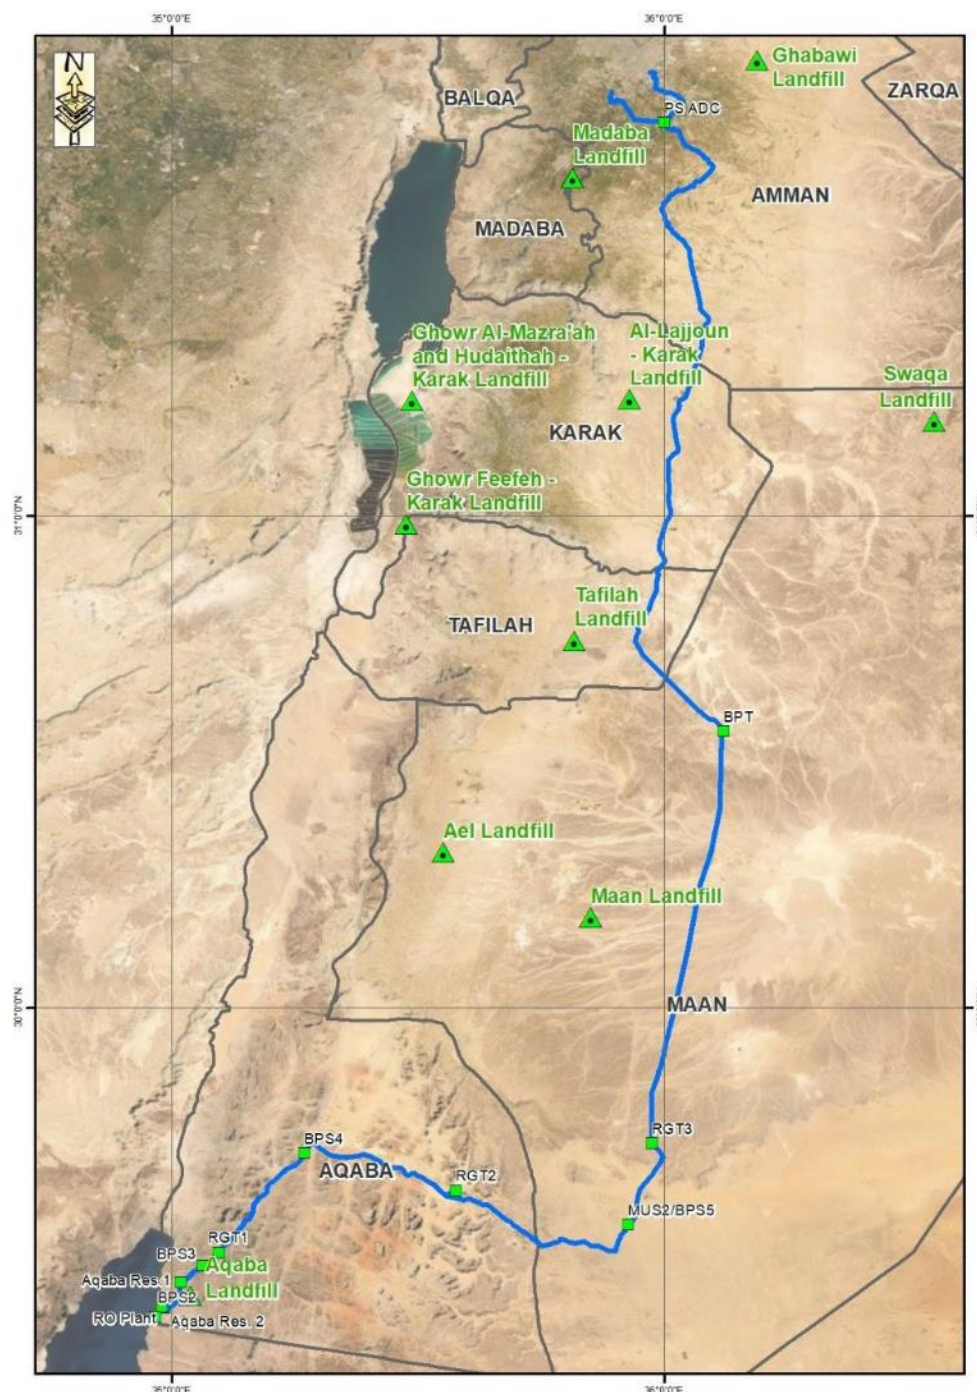 35°0'0"E
36°0'0"E
N
Ghabawi
Landfill
BALQA
ZARQA
PS ADC
Madaba
Landfill
AMMAN
MADABA
Ghowr Al-Mazra'ah
and Hudaithah -
Karak Landfill
Al-Lajjoun
- Karak
Landfill
Swaqa
Landfill
KARAK
Ghowr Feefeh -
Karak Landfill
31°0'0"N
Tafilah
Landfill
TAFILAH
BPT
Ael Landfill
Maan Landfill
30°0'0"N
MAAN
BPS4
RGT3
AQABA
RGT2
MUS2/BPS5
RGT1
BPS3
Aqaba
Landfill
Aqaba Res.1
BPS2
RO Plant
Aqaba Res. 2
35°0'0"E
36°0'0"E